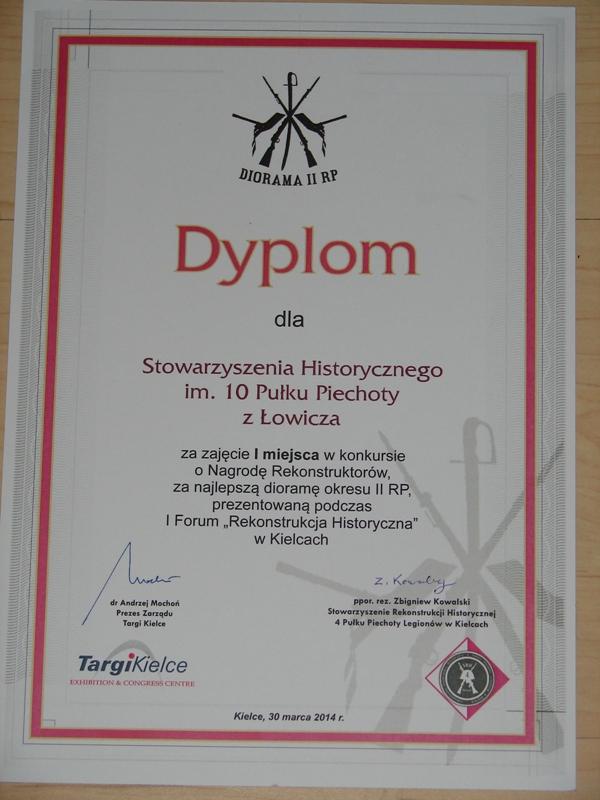 DIORAMA II RP
Dyplom
dla
Stowarzyszenia Historycznego
im. 10 Pułku Piechoty
z Łowicza
za zajęcie I miejsca w konkursie
o Nagrodę Rekonstruktorów,
za najlepszą dioramę okresu II RP,
prezentowaną podczas
I Forum „Rekonstrukcja Historyczna”
w Kielcach
dr Andrzej Mochoń
Prezes Zarządu
Targi Kielce
Z. Kowalski
ppor. rez. Zbigniew Kowalski
Stowarzyszenie Rekonstrukcji Historycznej
4 Pułku Piechoty Legionów w Kielcach
TargiKielce
EXHIBITION & CONGRESS CENTRE
Kielce, 30 marca 2014 r.